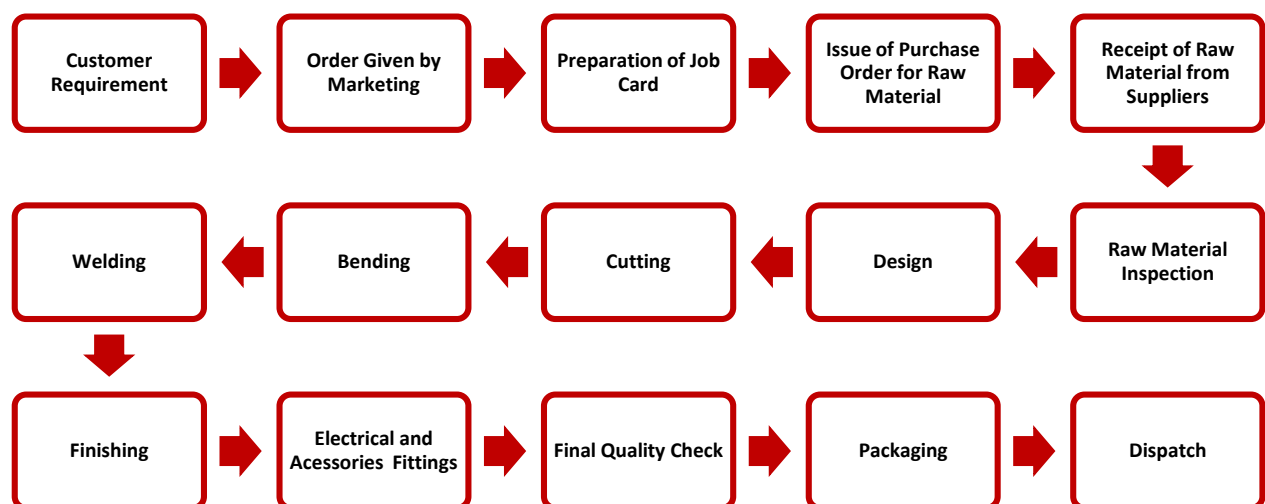 Customer
Requirement
Order Given by
Marketing
Preparation of Job
Card
Issue of Purchase
Order for Raw
Material
Receipt of Raw
Material from
Suppliers
Raw Material
Inspection
Design
Cutting
Bending
Welding
Finishing
Electrical and
Acessories Fittings
Final Quality Check
Packaging
Dispatch